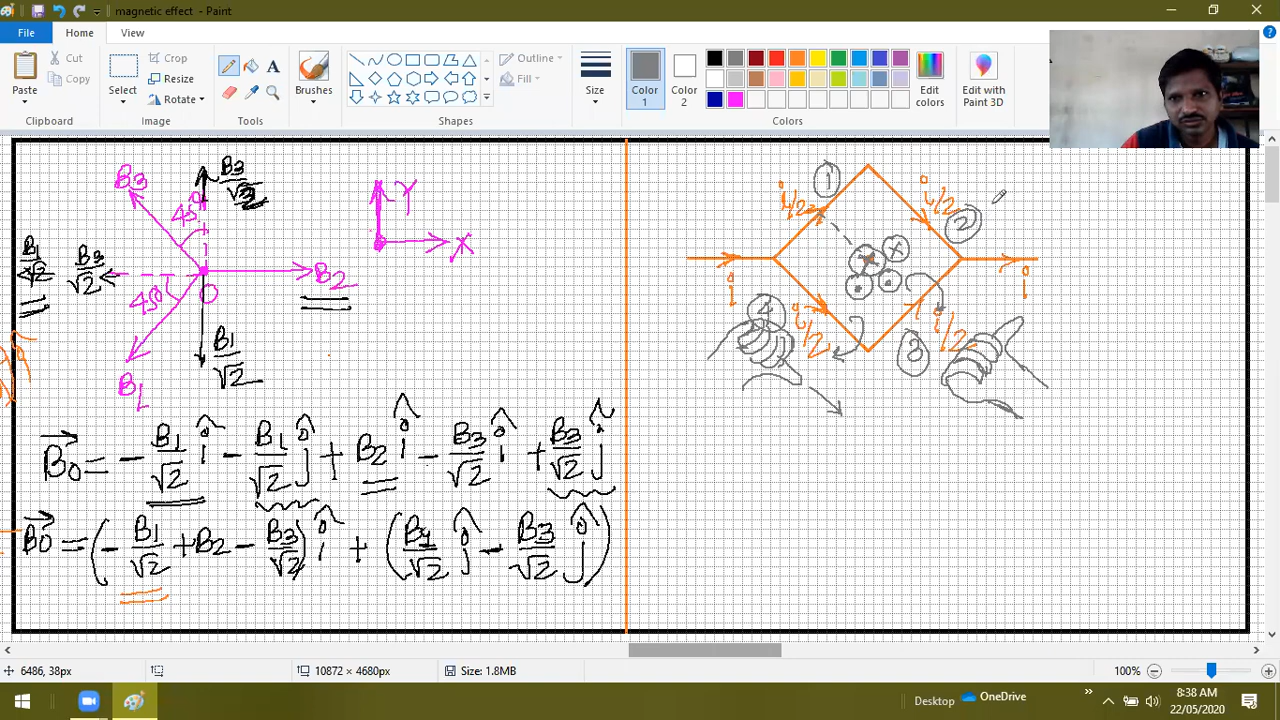 magnetic effect - Paint
File
Home
View
Paste
Cut
Copy
Clipboard
Select
Crop
Resize
Rotate
Image
Tools
Brushes
Shapes
Outline
Fill
Size
Color 1
Color 2
Colors
Edit colors
Edit with Paint 3D
B3
45°
B3/√2
B1/√2
B3/√2
45°
O
B2
B1/√2
B1
Y
X
B0 = - B1/√2 î - B1/√2 ĵ + B2 î - B3/√2 î + B3/√2 ĵ
B0 = (- B1/√2 + B2 - B3/√2) î + (B1/√2 ĵ - B3/√2 ĵ)
1
i/2
i/2
2
i
i
4
i/2
3
i/2
6486, 38px
10872 × 4680px
Size: 1.8MB
100%
Desktop
OneDrive
8:38 AM
22/05/2020